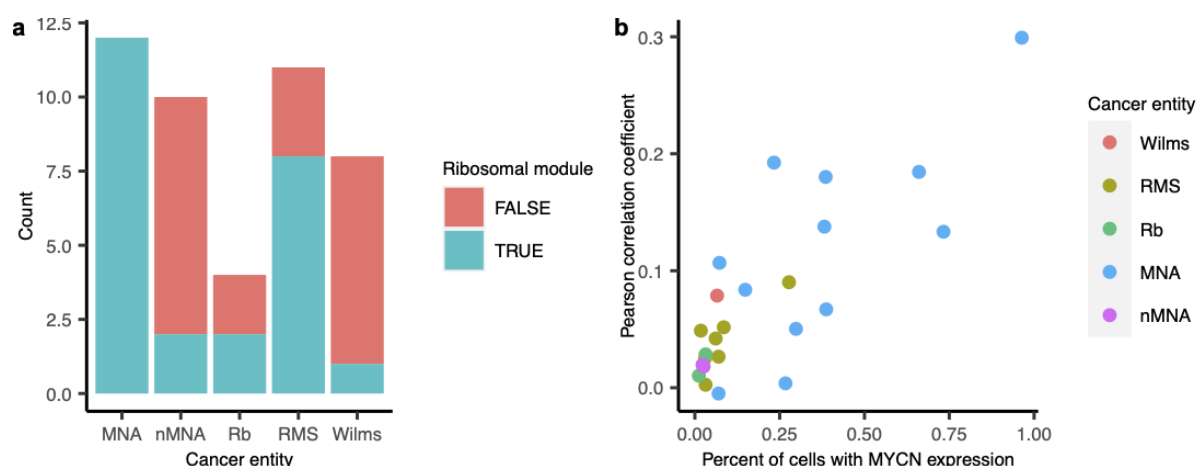 a
12.5
10.0
7.5
5.0
2.5
0.0
Count
MNA nMNA Rb RMS Wilms
Cancer entity
Ribosomal module
FALSE
TRUE
b
0.3
0.2
0.1
0.0
Pearson correlation coefficient
0.00 0.25 0.50 0.75 1.00
Percent of cells with MYCN expression
Cancer entity
Wilms
RMS
Rb
MNA
nMNA